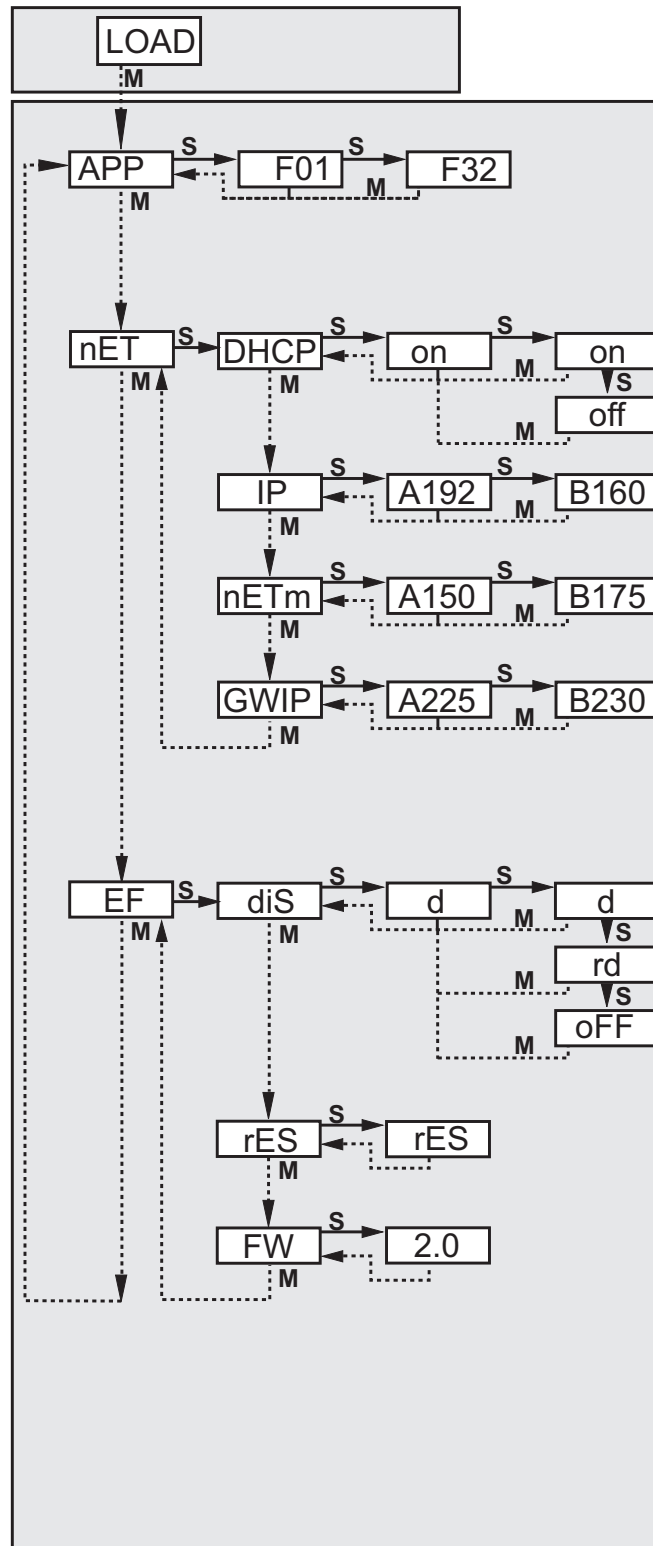 LOAD
M
S S
APP F01 F32
M M
S S
nET S DHCP on on
M M M S
off
M
S S
IP A192 B160
M M
S S
nETm A150 B175
M M
S S
GWIP A225 B230
M M
S S
EF S diS d d
M M M S
rd
M S
oFF
M
S
rES rES
M
S
FW 2.0
M